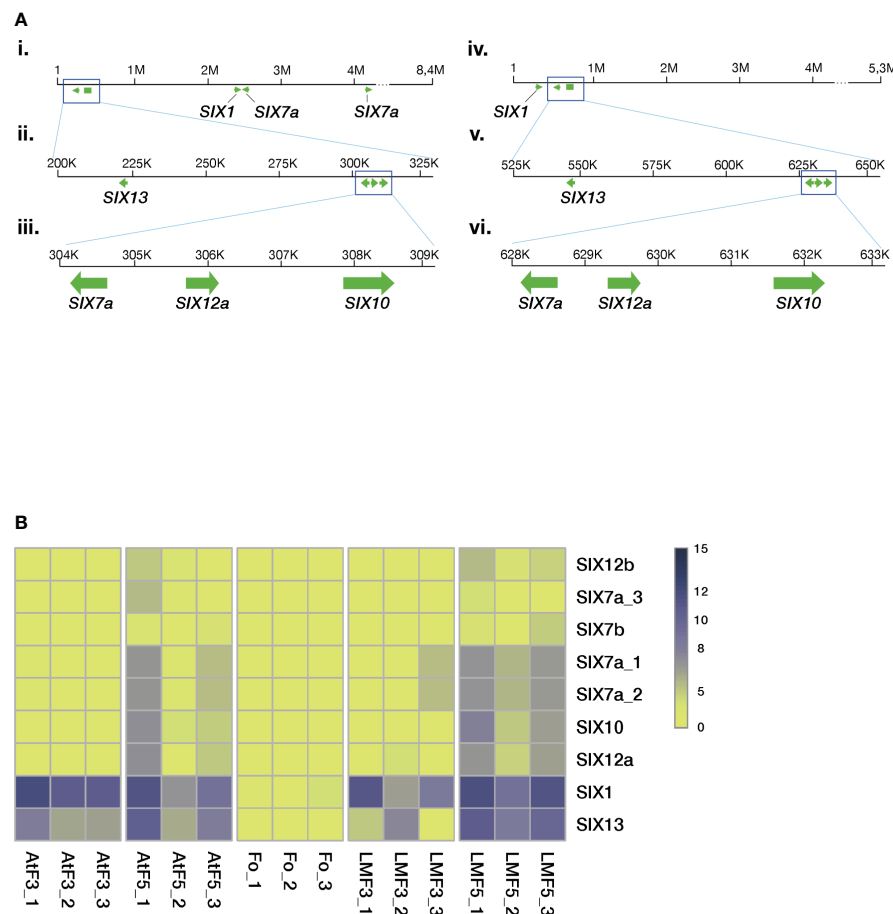 A
i.
1 1M 2M 3M 4M 8,4M
SIX1 SIX7a SIX7a
ii.
200K 225K 250K 275K 300K 325K
SIX13
iii.
304K 305K 306K 307K 308K 309K
SIX7a SIX12a SIX10
iv.
1 1M 2M 3M 4M 5,3M
SIX1
v.
525K 550K 575K 600K 625K 650K
SIX13
vi.
628K 629K 630K 631K 632K 633K
SIX7a SIX12a SIX10
B
SIX12b
SIX7a_3
SIX7b
SIX7a_1
SIX7a_2
SIX10
SIX12a
SIX1
SIX13
15
12
10
8
5
0
AtF3_1
AtF3_2
AtF3_3
AtF5_1
AtF5_2
AtF5_3
Fo_1
Fo_2
Fo_3
LMF3_1
LMF3_2
LMF3_3
LMF5_1
LMF5_2
LMF5_3